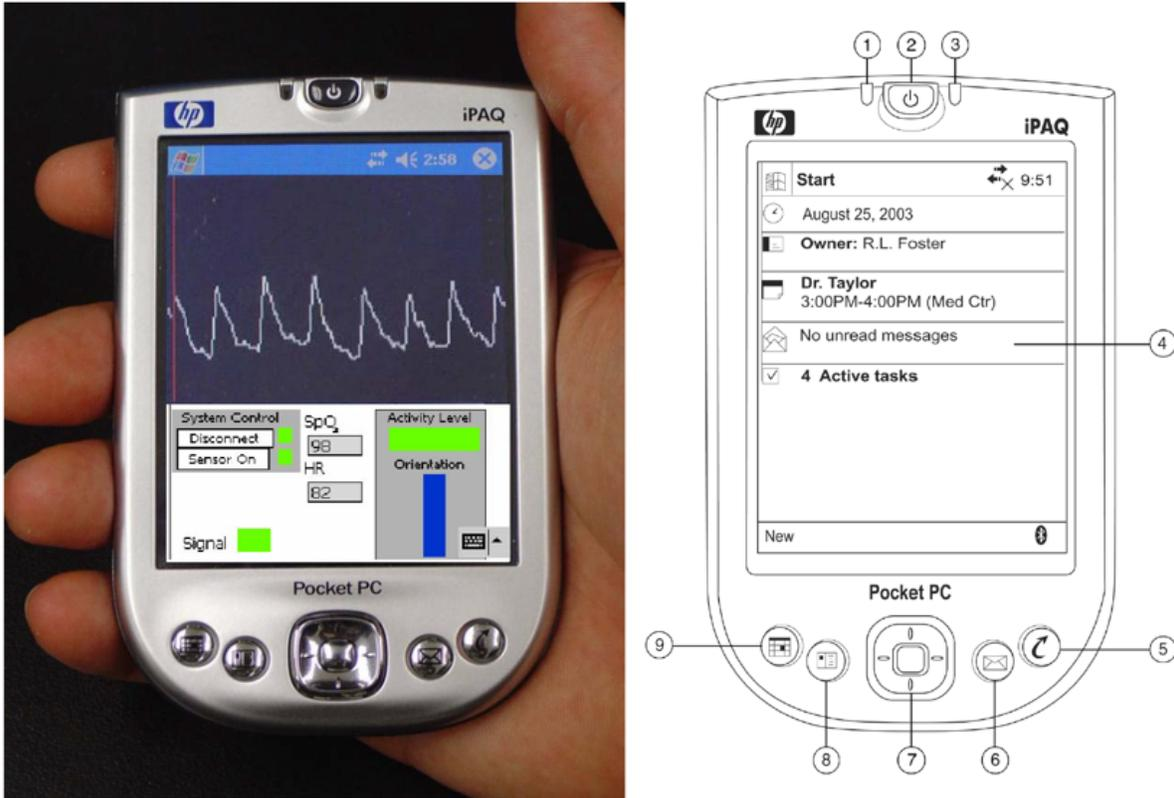 hp
iPAQ
2:58
System Control
Disconnect
Sensor On
SpO2
98
HR
82
Activity Level
Orientation
Signal
Pocket PC
1
2
3
hp
iPAQ
Start
9:51
August 25, 2003
Owner: R.L. Foster
Dr. Taylor
3:00PM-4:00PM (Med Ctr)
No unread messages
4
4 Active tasks
New
Pocket PC
9
5
8
7
6